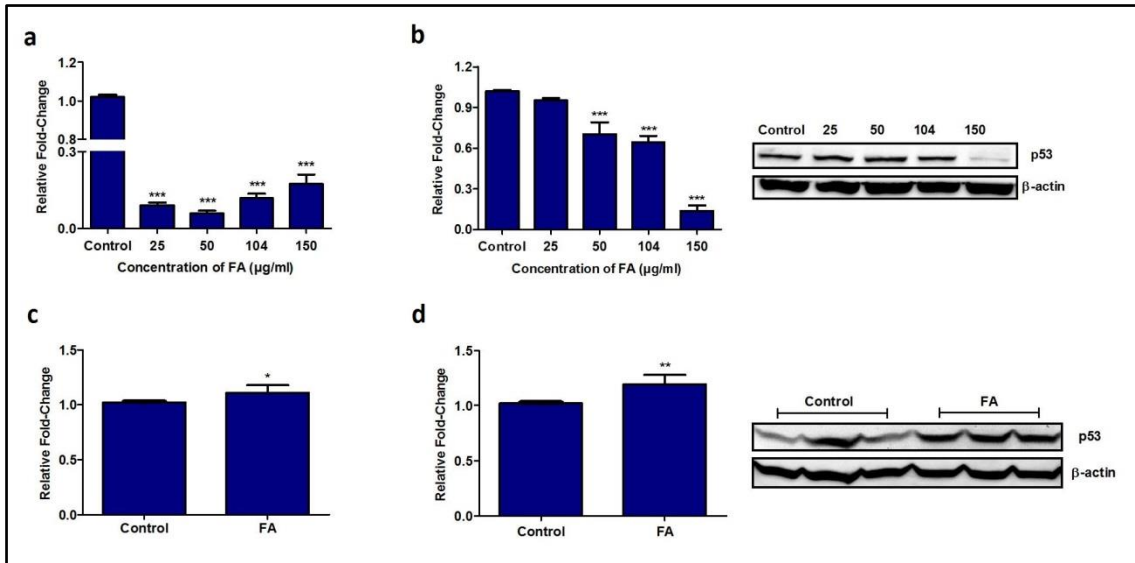 a
Relative Fold-Change
1.2
1.0
0.8
0.3
0.0
***
***
***
***
Control 25 50 104 150
Concentration of FA (µg/ml)
b
Relative Fold-Change
1.2
0.9
0.6
0.3
0.0
***
***
***
Control 25 50 104 150
Concentration of FA (µg/ml)
Control 25 50 104 150
p53
β-actin
c
Relative Fold-Change
1.5
1.0
0.5
0.0
*
Control FA
d
Relative Fold-Change
1.5
1.0
0.5
0.0
**
Control FA
Control FA
p53
β-actin